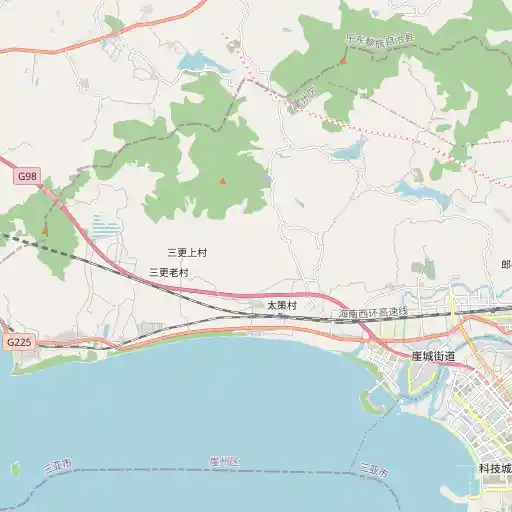 乐东黎族自治县
崖州区
G98
三更上村
三更老村
郎
太策村
海南西环高速线
G225
崖城街道
崖州区
三亚市
三亚市
科技城